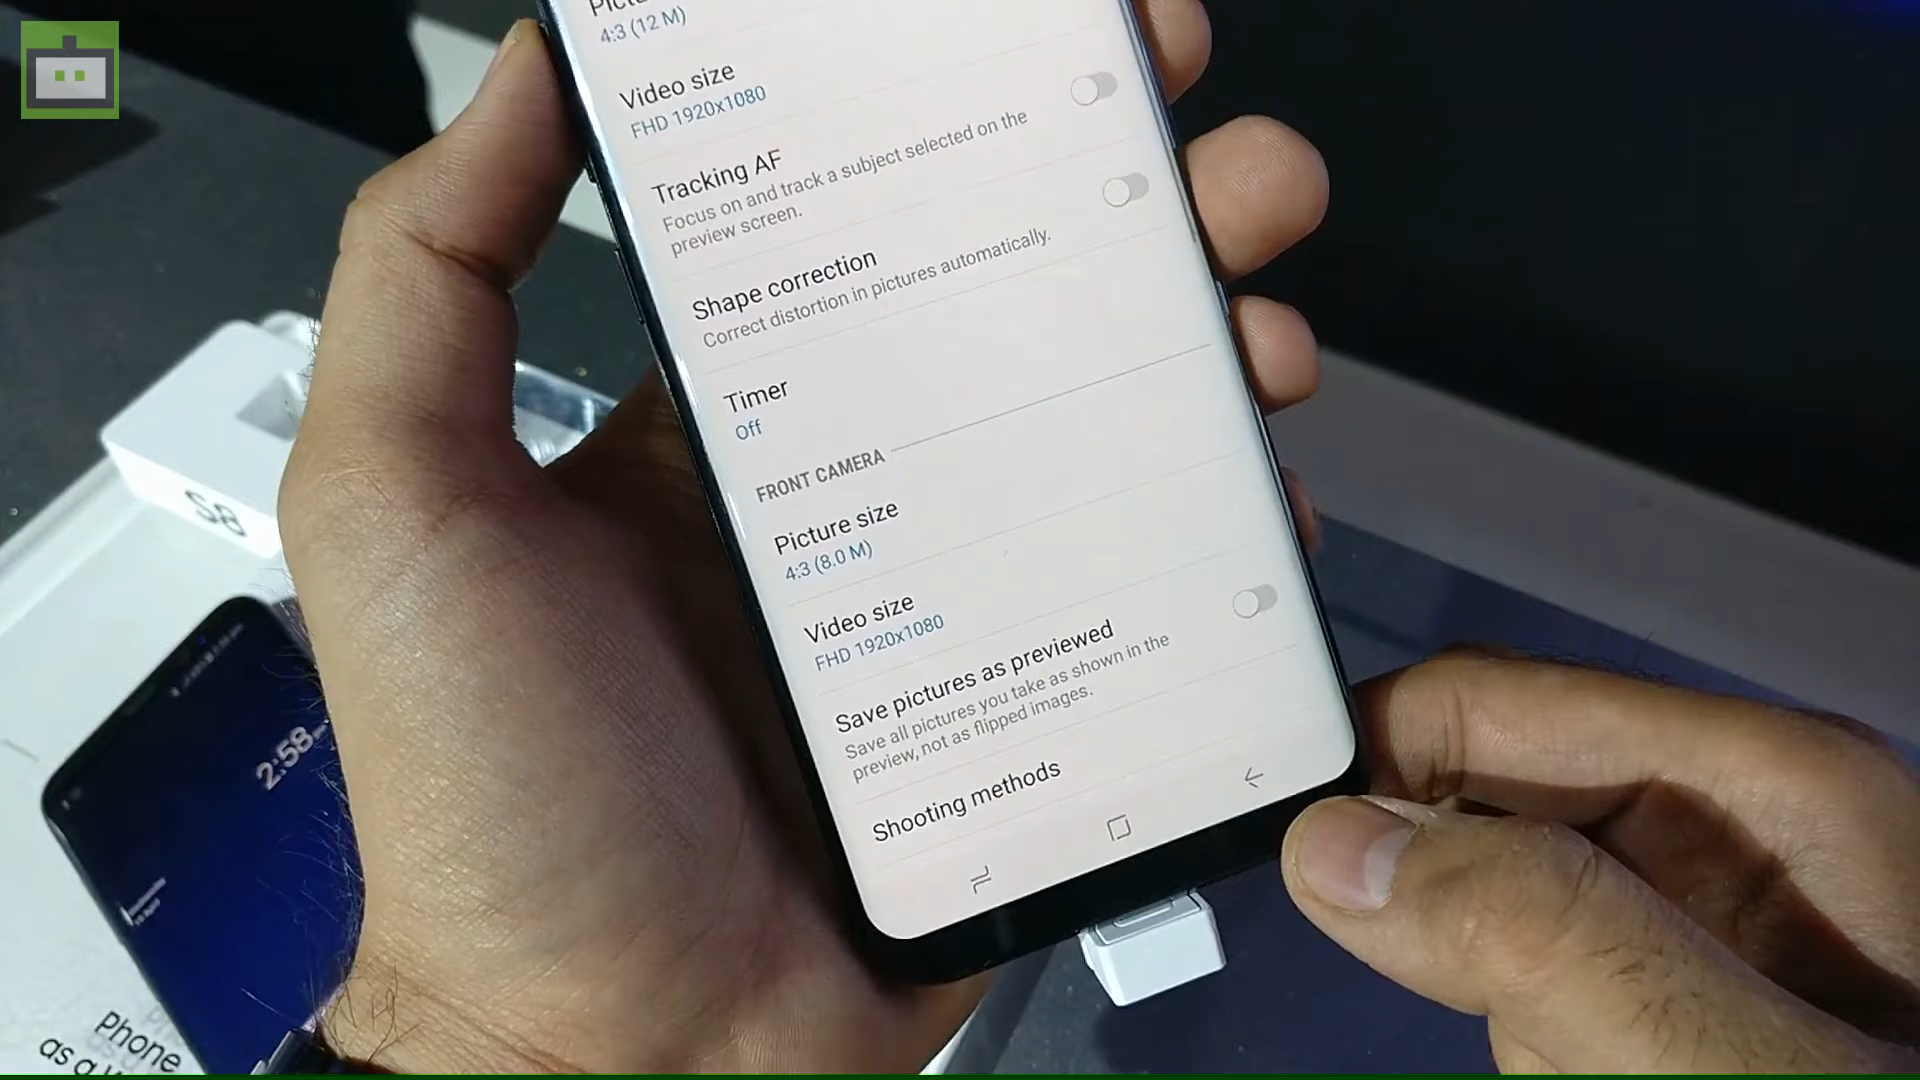 4:3 (12 M)
Video size
FHD 1920x1080
Tracking AF
Focus on and track a subject selected on the
preview screen.
Shape correction
Correct distortion in pictures automatically.
Timer
Off
FRONT CAMERA
Picture size
4:3 (8.0 M)
Video size
FHD 1920x1080
Save pictures as previewed
Save all pictures you take as shown in the
preview, not as flipped images.
Shooting methods
S8
2:58
Phone
as a